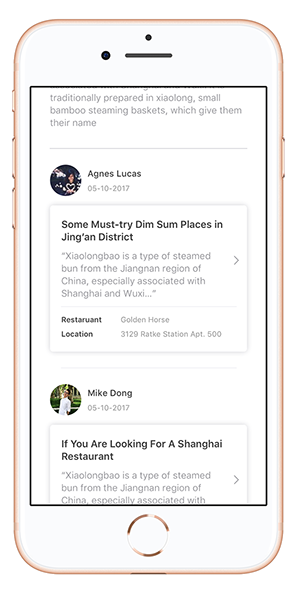 traditionally prepared in xiaolong, small
bamboo steaming baskets, which give them
their name
Agnes Lucas
05-10-2017
Some Must-try Dim Sum Places in
Jing'an District
“Xiaolongbao is a type of steamed
bun from the Jiangnan region of
China, especially associated with
Shanghai and Wuxi...”
Restaruant Golden Horse
Location 3129 Ratke Station Apt. 500
Mike Dong
05-10-2017
If You Are Looking For A Shanghai
Restaurant
“Xiaolongbao is a type of steamed
bun from the Jiangnan region of
China, especially associated with